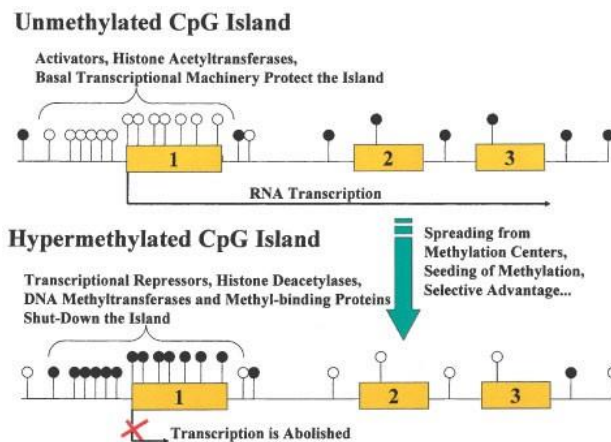 Unmethylated CpG Island
Activators, Histone Acetyltransferases,
Basal Transcriptional Machinery Protect the Island
1
2
3
RNA Transcription
Hypermethylated CpG Island
Spreading from
Methylation Centers,
Seeding of Methylation,
Selective Advantage...
Transcriptional Repressors, Histone Deacetylases,
DNA Methyltransferases and Methyl-binding Proteins
Shut-Down the Island
1
2
3
Transcription is Abolished